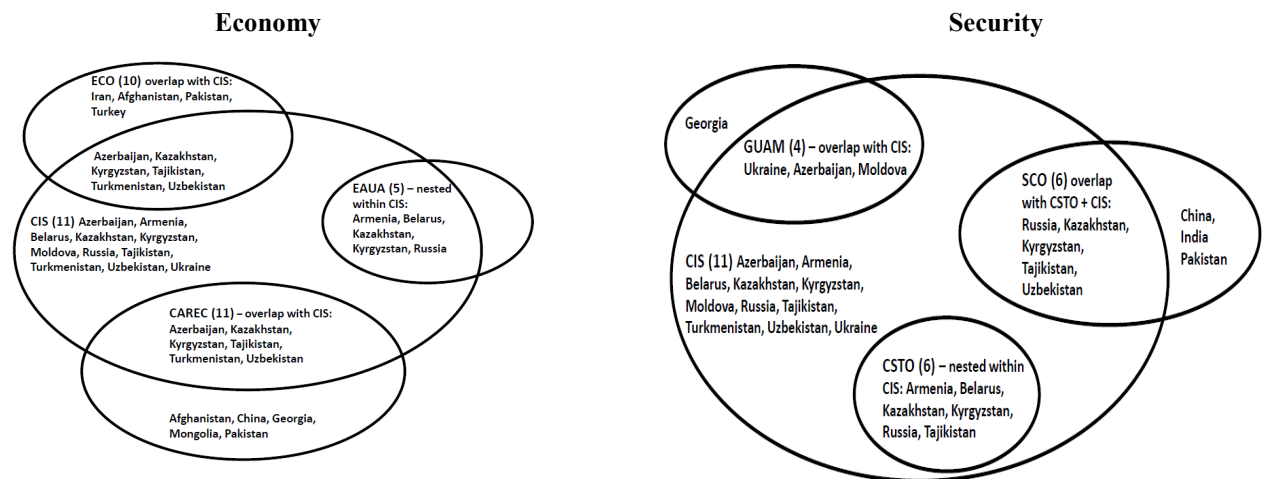 Economy
ECO (10) overlap with CIS:
Iran, Afghanistan, Pakistan,
Turkey
Azerbaijan, Kazakhstan,
Kyrgyzstan, Tajikistan,
Turkmenistan, Uzbekistan
EAUA (5) – nested
within CIS:
Armenia, Belarus,
Kazakhstan,
Kyrgyzstan, Russia
CIS (11) Azerbaijan, Armenia,
Belarus, Kazakhstan, Kyrgyzstan,
Moldova, Russia, Tajikistan,
Turkmenistan, Uzbekistan, Ukraine
CAREC (11) – overlap with CIS:
Azerbaijan, Kazakhstan,
Kyrgyzstan, Tajikistan,
Turkmenistan, Uzbekistan
Afghanistan, China, Georgia,
Mongolia, Pakistan
Security
Georgia
GUAM (4) – overlap with CIS:
Ukraine, Azerbaijan, Moldova
SCO (6) overlap
with CSTO + CIS:
Russia, Kazakhstan,
Kyrgyzstan,
Tajikistan,
Uzbekistan
China,
India
Pakistan
CIS (11) Azerbaijan, Armenia,
Belarus, Kazakhstan, Kyrgyzstan,
Moldova, Russia, Tajikistan,
Turkmenistan, Uzbekistan, Ukraine
CSTO (6) – nested within
CIS: Armenia, Belarus,
Kazakhstan, Kyrgyzstan,
Russia, Tajikistan